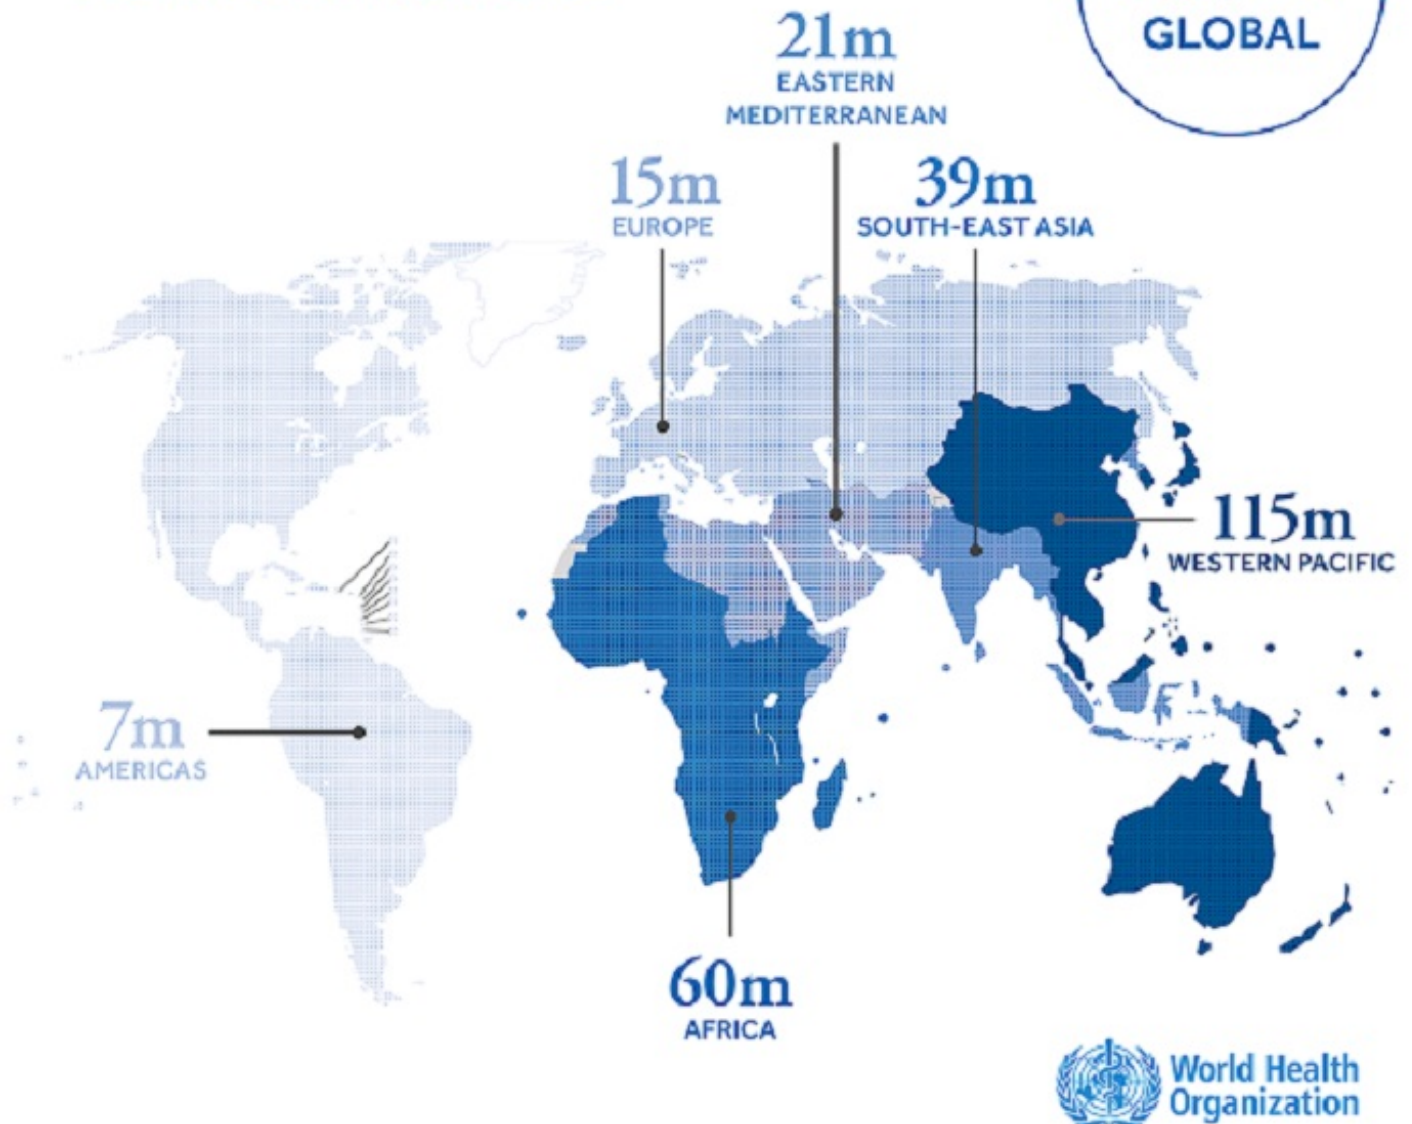 GLOBAL
21m
EASTERN
MEDITERRANEAN
15m
EUROPE
39m
SOUTH-EAST ASIA
115m
WESTERN PACIFIC
7m
AMERICAS
60m
AFRICA
World Health
Organization